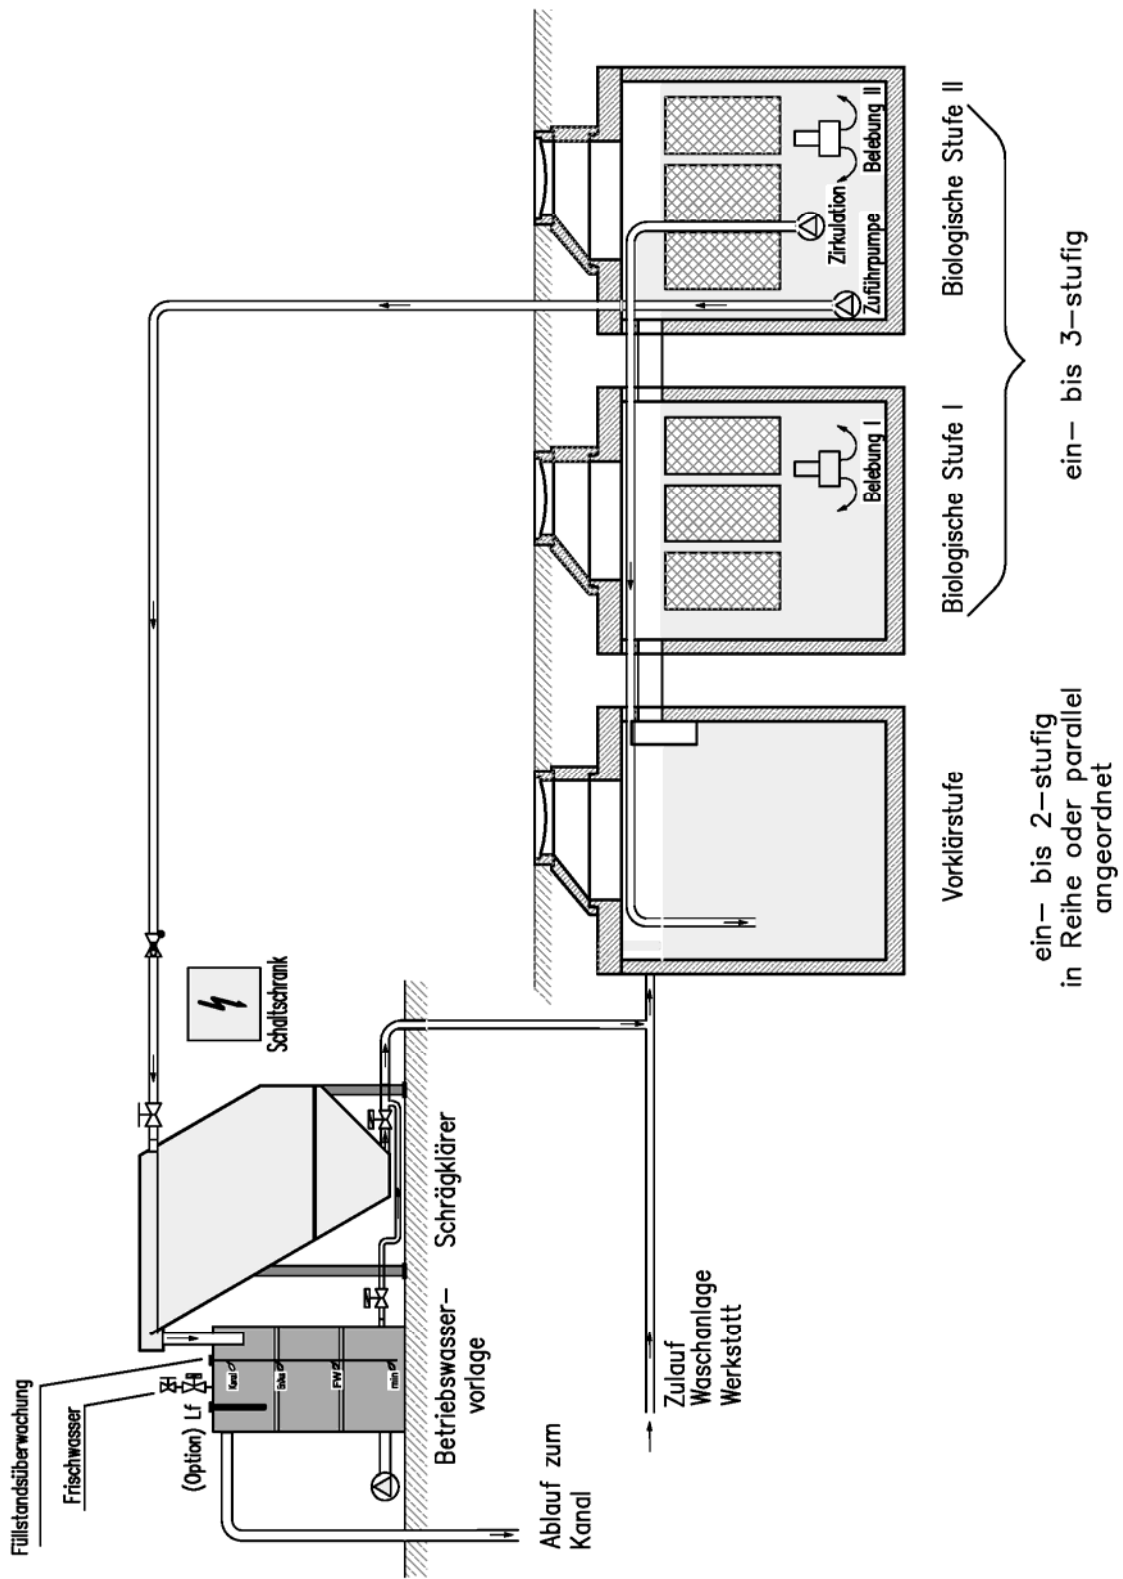 Füllstandsüberwachung
Frischwasser
(Option) Lf
Kanal
FW
min
Betriebswasser-
vorlage
Schrägklärer
Schaltschrank
Ablauf zum
Kanal
Zulauf
Waschanlage
Werkstatt
Vorklärstufe
ein- bis 2-stufig
in Reihe oder parallel
angeordnet
Belebung I
Biologische Stufe I
Zirkulation
Zuführpumpe
Belebung II
Biologische Stufe II
ein- bis 3-stufig